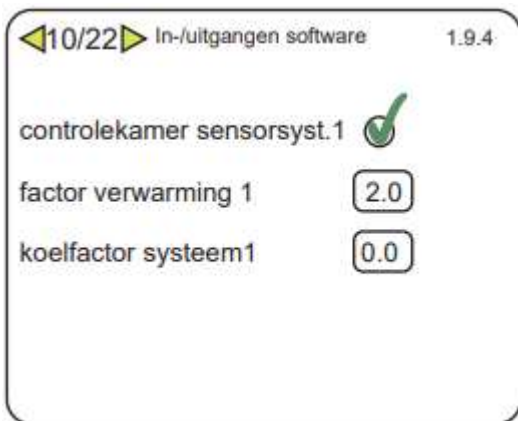 10/22 In-/uitgangen software 1.9.4
controlekamer sensorsyst.1
factor verwarming 1 2.0
koelfactor systeem1 0.0